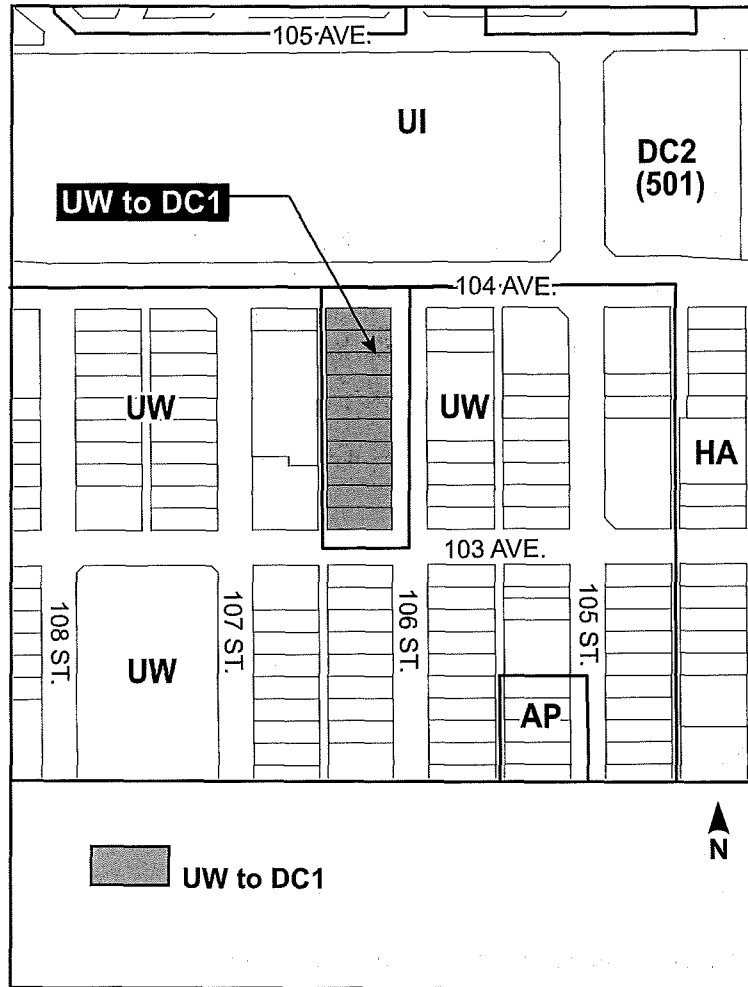 105 AVE.
UI
DC2
(501)
UW to DC1
104 AVE.
UW
UW
HA
103 AVE.
108 ST.
107 ST.
106 ST.
105 ST.
UW
AP
N
UW to DC1